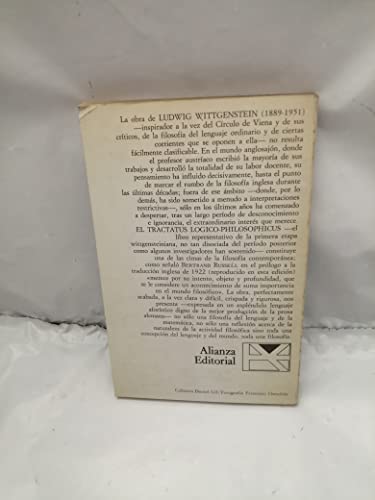 La obra de LUDWIG WITTGENSTEIN (1889-1951)
—inspirador a la vez del Círculo de Viena y de sus
críticos, de la filosofía del lenguaje ordinario y de ciertas
corrientes que se oponen a ella— no resulta
fácilmente clasificable. En el mundo anglosajón, donde
el profesor austríaco escribió la mayoría de sus
trabajos y desarrolló la totalidad de su labor docente, su
pensamiento ha influido decisivamente, hasta el punto
de marcar el rumbo de la filosofía inglesa durante
las últimas décadas; fuera de ese ámbito —donde, por lo
demás, ha sido sometido a menudo a interpretaciones
restrictivas—, sólo en los últimos años ha comenzado
a despertar, tras un largo período de desconocimiento
e ignorancia, el extraordinario interés que merece.
EL TRACTATUS LOGICO-PHILOSOPHICUS —el
libro representativo de la primera etapa
wittgensteiniana, no tan disociada del período posterior
como algunos investigadores han sostenido— constituye
una de las cimas de la filosofía contemporánea;
como señaló BERTRAND RUSSELL en el prólogo a la
traducción inglesa de 1922 (reproducido en esta edición)
«merece por su intento, objeto y profundidad, que
se le considere un acontecimiento de suma importancia
en el mundo filosófico». La obra, perfectamente
acabada, a la vez clara y difícil, crispada y rigurosa, nos
presenta —expresada en un espléndido lenguaje
aforístico digno de la mejor producción de la prosa
alemana— no sólo una filosofía del lenguaje y de la
matemática, no sólo una reflexión acerca de la
naturaleza de la actividad filosófica sino toda una
concepción del lenguaje y del mundo, toda una filosofía.
Alianza
Editorial
Cubierta Daniel Gil/Fotografía Francisco Ontañón